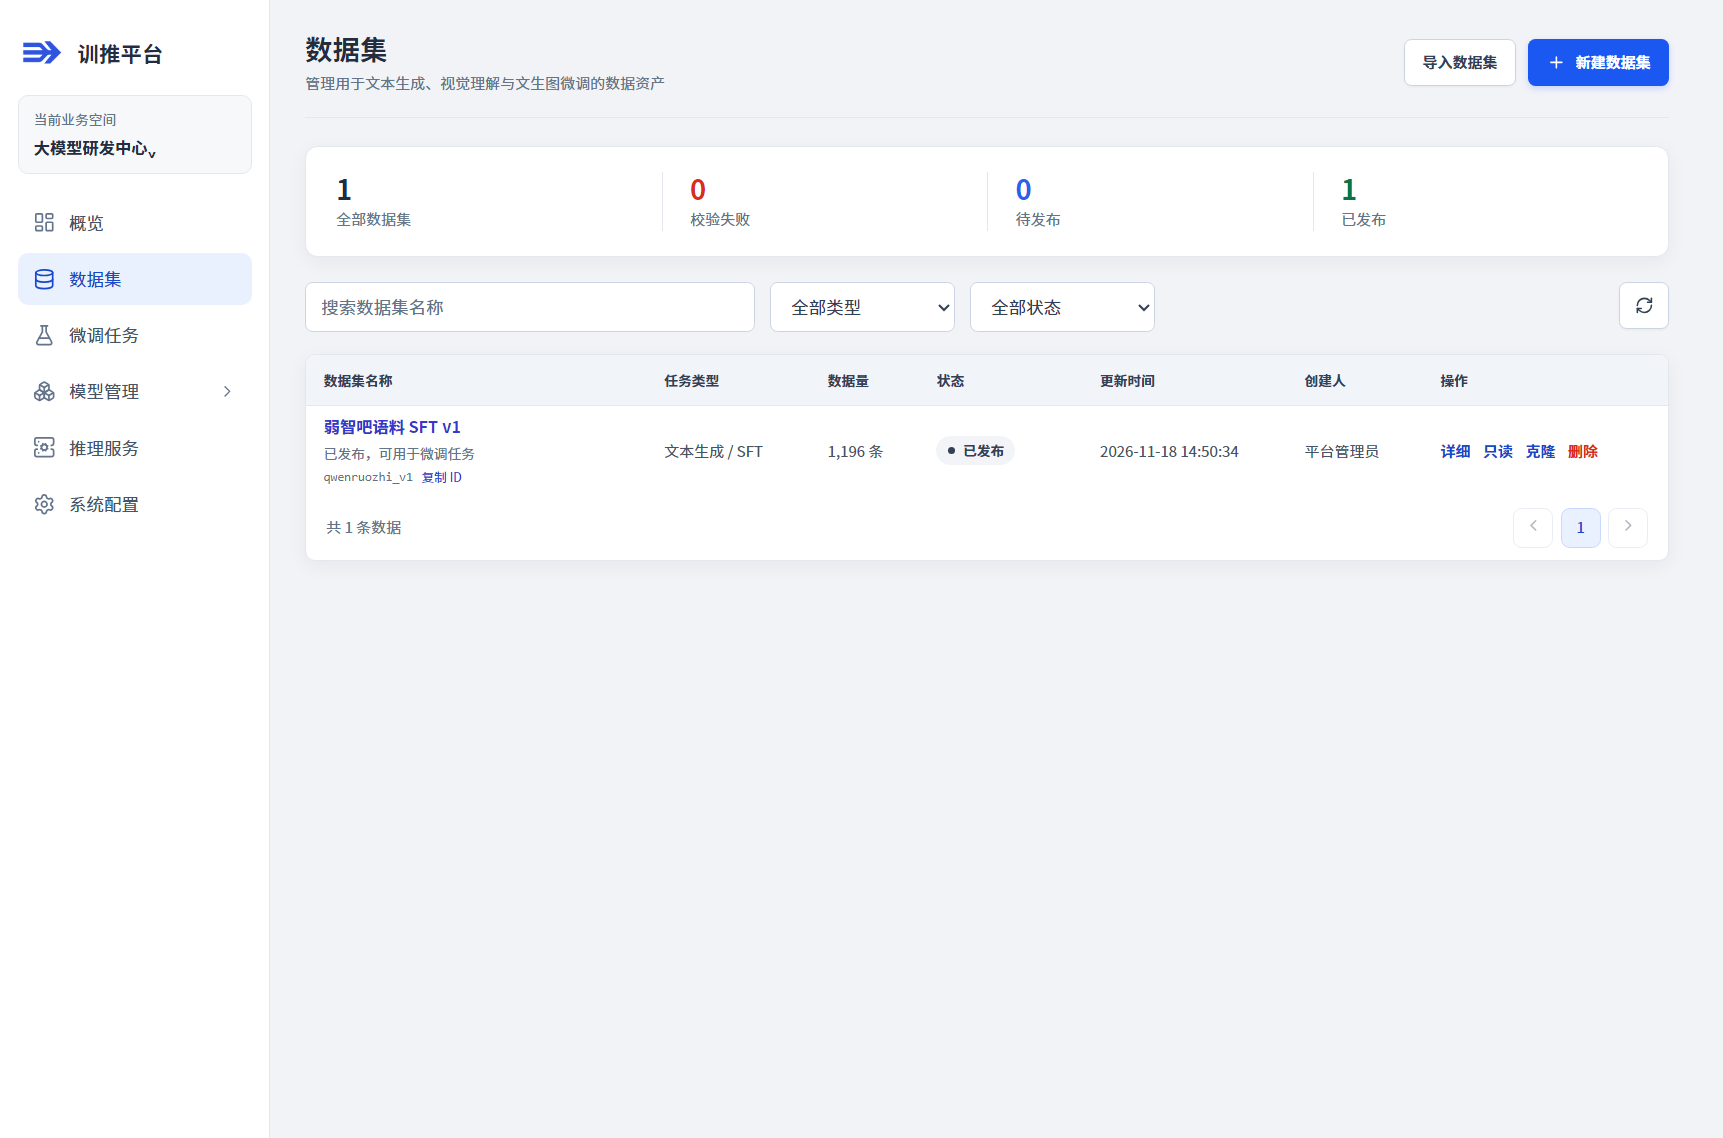 训推平台
当前业务空间
大模型研发中心
概览
数据集
微调任务
模型管理
推理服务
系统配置
数据集
管理用于文本生成、视觉理解与文生图微调的数据资产
导入数据集
新建数据集
1 0 0 1
全部数据集 校验失败 待发布 已发布
搜索数据集名称 全部类型 全部状态
数据集名称 任务类型 数据量 状态 更新时间 创建人 操作
弱智吧语料 SFT v1
已发布，可用于微调任务
qwenruozhi_v1 复制 ID
文本生成 / SFT 1,196 条 已发布 2026-11-18 14:50:34 平台管理员 详细 只读 克隆 删除
共 1 条数据 1